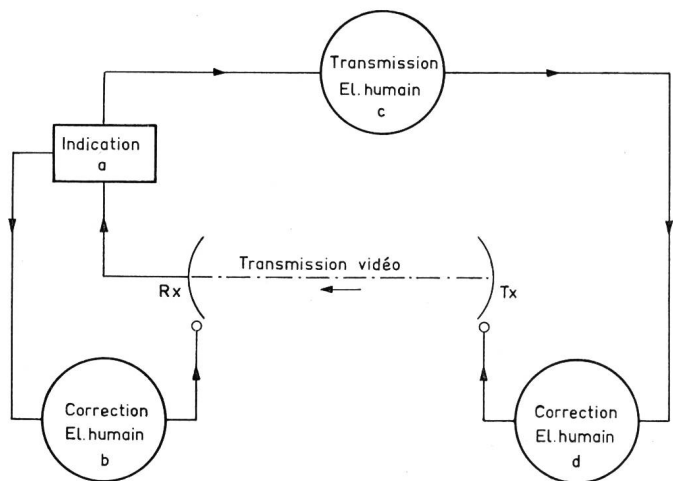 Transmission
El. humain
c
Indication
a
Transmission vidéo
Rx
Tx
Correction
El. humain
b
Correction
El. humain
d